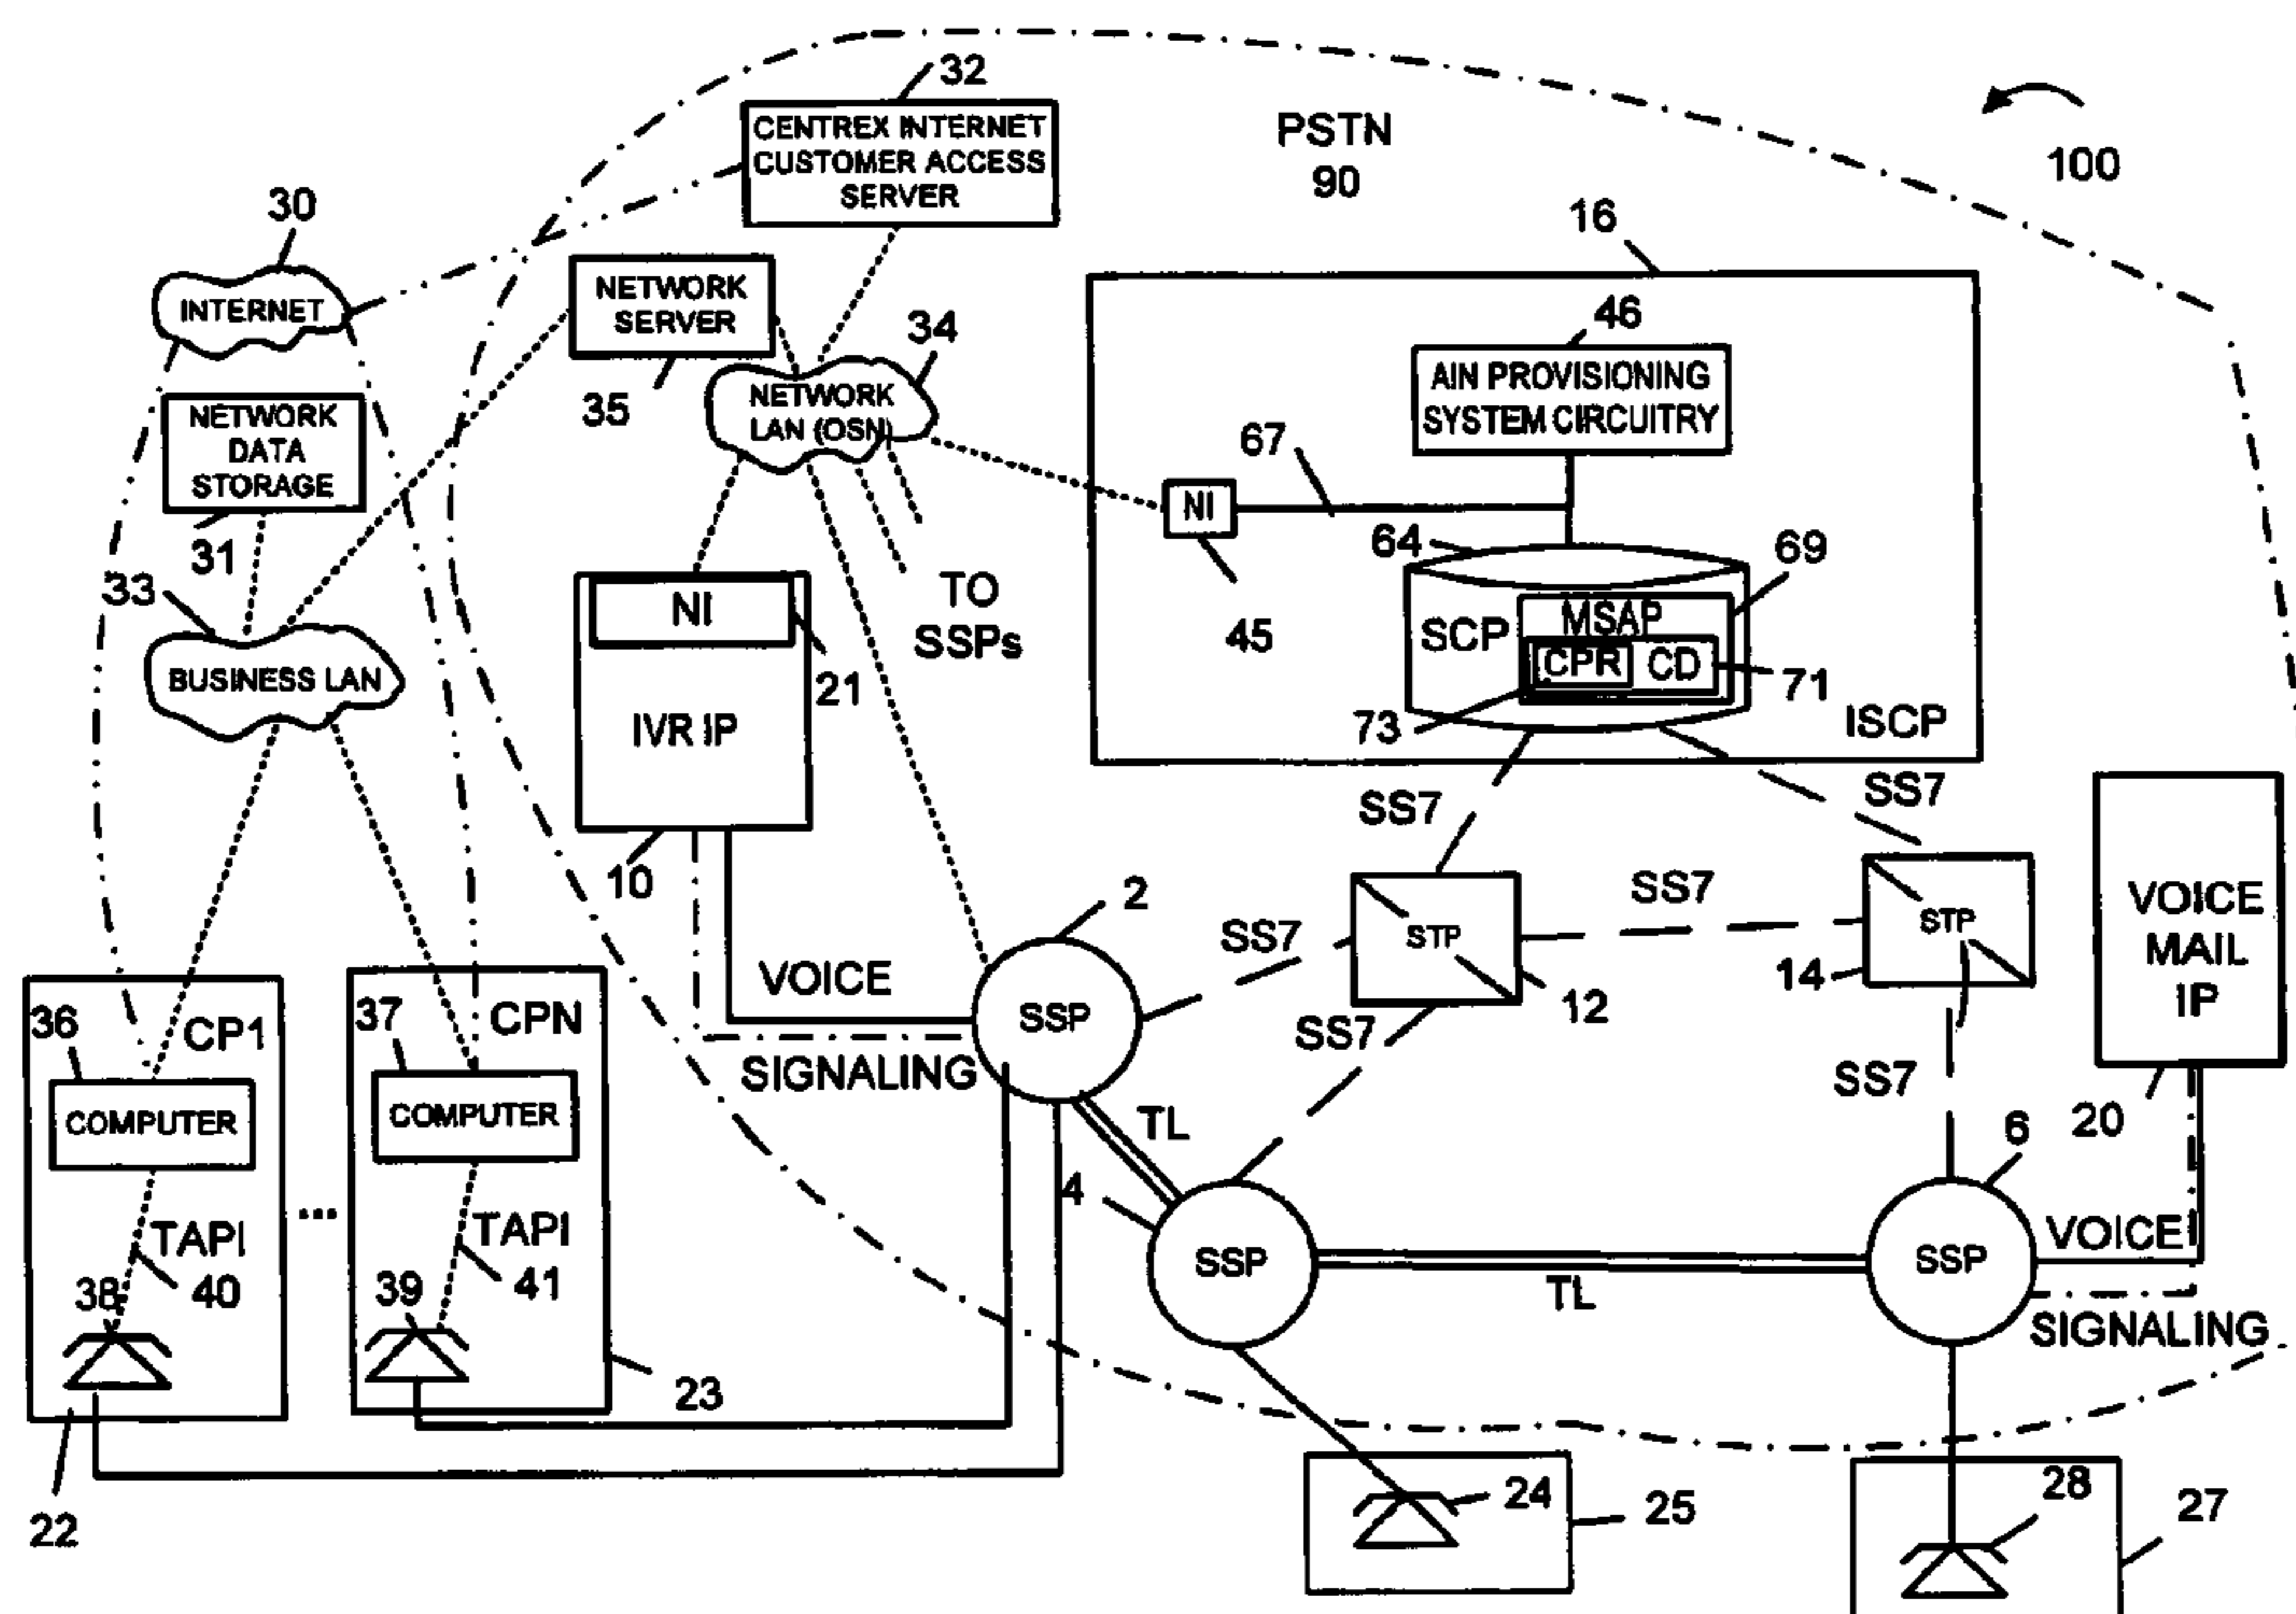 32
CENTREX INTERNET
CUSTOMER ACCESS
SERVER
PSTN
90
100
30
INTERNET
NETWORK
SERVER
35
34
NETWORK
LAN (OSN)
16
46
AIN PROVISIONING
SYSTEM CIRCUITRY
67
NI
45
64
69
SCP
MSAP
CPR
CD
71
73
ISCP
NETWORK
DATA
STORAGE
31
33
BUSINESS LAN
NI
21
IVR IP
10
TO
SSPs
SS7
SS7
2
SS7
STP
12
SS7
STP
14
VOICE
MAIL
IP
20
VOICE
SIGNALING
SSP
SS7
SS7
36
CP1
COMPUTER
TAPI
40
38
22
...
37
CPN
COMPUTER
TAPI
41
39
23
TL
4
SSP
TL
6
SSP
VOICE
SIGNALING
24
25
28
27